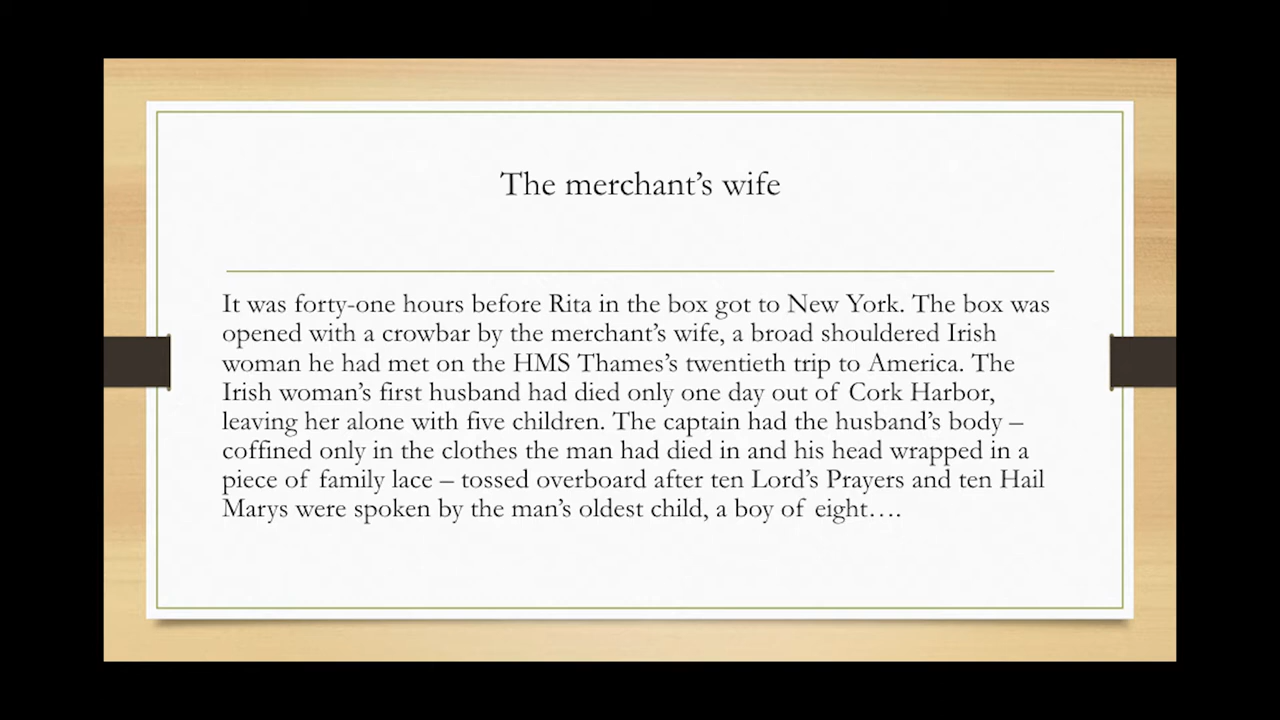 The merchant’s wife
It was forty-one hours before Rita in the box got to New York. The box was
opened with a crowbar by the merchant’s wife, a broad shouldered Irish
woman he had met on the HMS Thames’s twentieth trip to America. The
Irish woman’s first husband had died only one day out of Cork Harbor,
leaving her alone with five children. The captain had the husband’s body –
coffined only in the clothes the man had died in and his head wrapped in a
piece of family lace – tossed overboard after ten Lord’s Prayers and ten Hail
Marys were spoken by the man’s oldest child, a boy of eight….